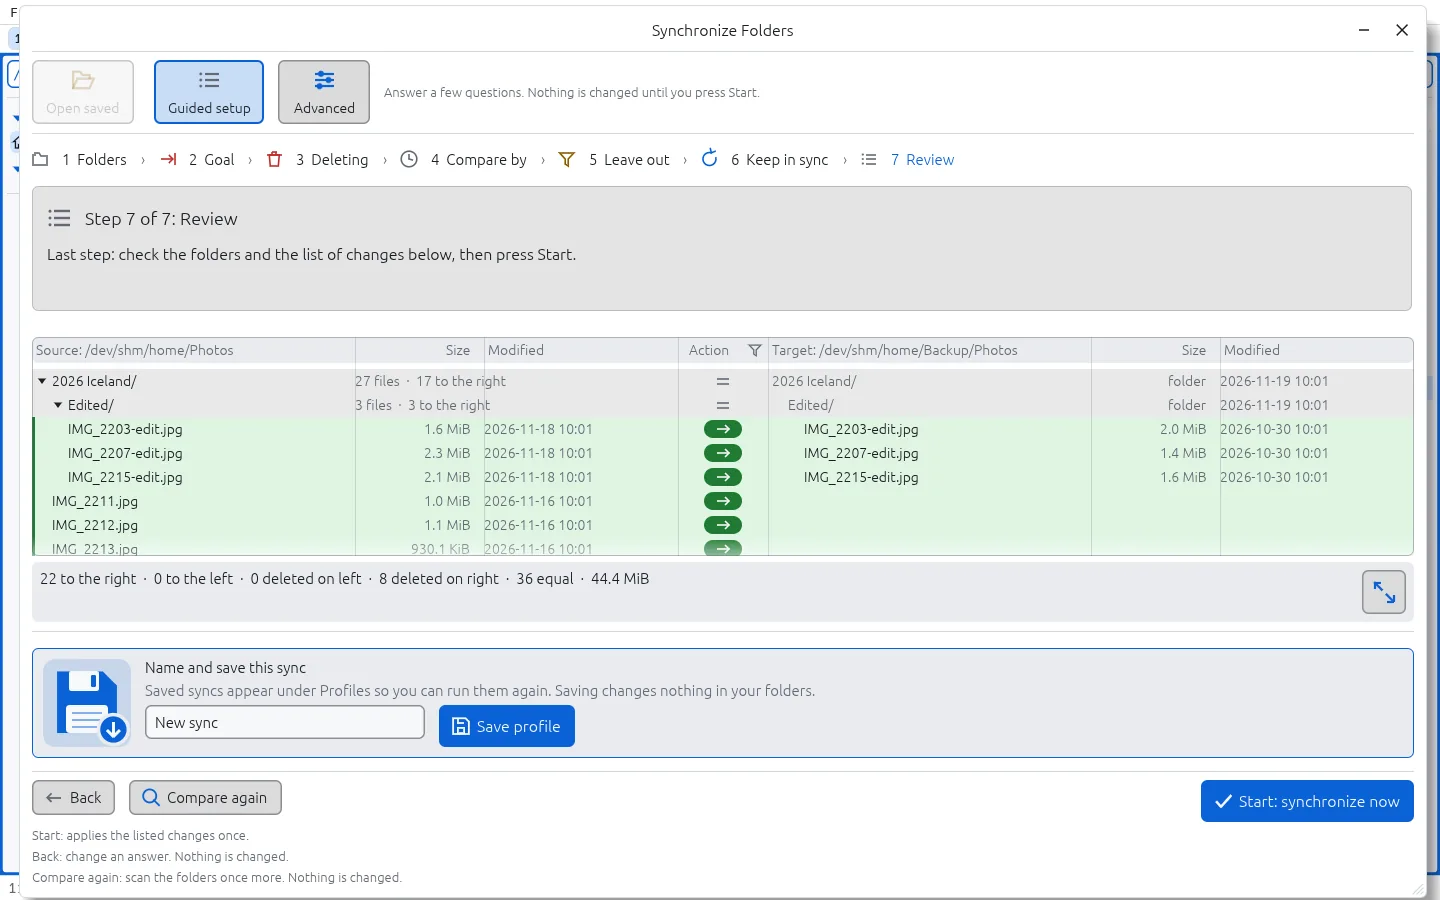 Synchronize Folders
Open saved
Guided setup
Advanced
Answer a few questions. Nothing is changed until you press Start.
1 Folders › 2 Goal › 3 Deleting › 4 Compare by › 5 Leave out › 6 Keep in sync › 7 Review
Step 7 of 7: Review
Last step: check the folders and the list of changes below, then press Start.
Source: /dev/shm/home/Photos Size Modified Action Target: /dev/shm/home/Backup/Photos Size Modified
2026 Iceland/ 27 files · 17 to the right = 2026 Iceland/ folder 2026-11-19 10:01
Edited/ 3 files · 3 to the right = Edited/ folder 2026-11-19 10:01
IMG_2203-edit.jpg 1.6 MiB 2026-11-18 10:01 → IMG_2203-edit.jpg 2.0 MiB 2026-10-30 10:01
IMG_2207-edit.jpg 2.3 MiB 2026-11-18 10:01 → IMG_2207-edit.jpg 1.4 MiB 2026-10-30 10:01
IMG_2215-edit.jpg 2.1 MiB 2026-11-18 10:01 → IMG_2215-edit.jpg 1.6 MiB 2026-10-30 10:01
IMG_2211.jpg 1.0 MiB 2026-11-16 10:01 →
IMG_2212.jpg 1.1 MiB 2026-11-16 10:01 →
IMG_2213.jpg 930.1 KiB 2026-11-16 10:01 →
22 to the right · 0 to the left · 0 deleted on left · 8 deleted on right · 36 equal · 44.4 MiB
Name and save this sync
Saved syncs appear under Profiles so you can run them again. Saving changes nothing in your folders.
New sync
Save profile
← Back
Compare again
Start: synchronize now
Start: applies the listed changes once.
Back: change an answer. Nothing is changed.
Compare again: scan the folders once more. Nothing is changed.